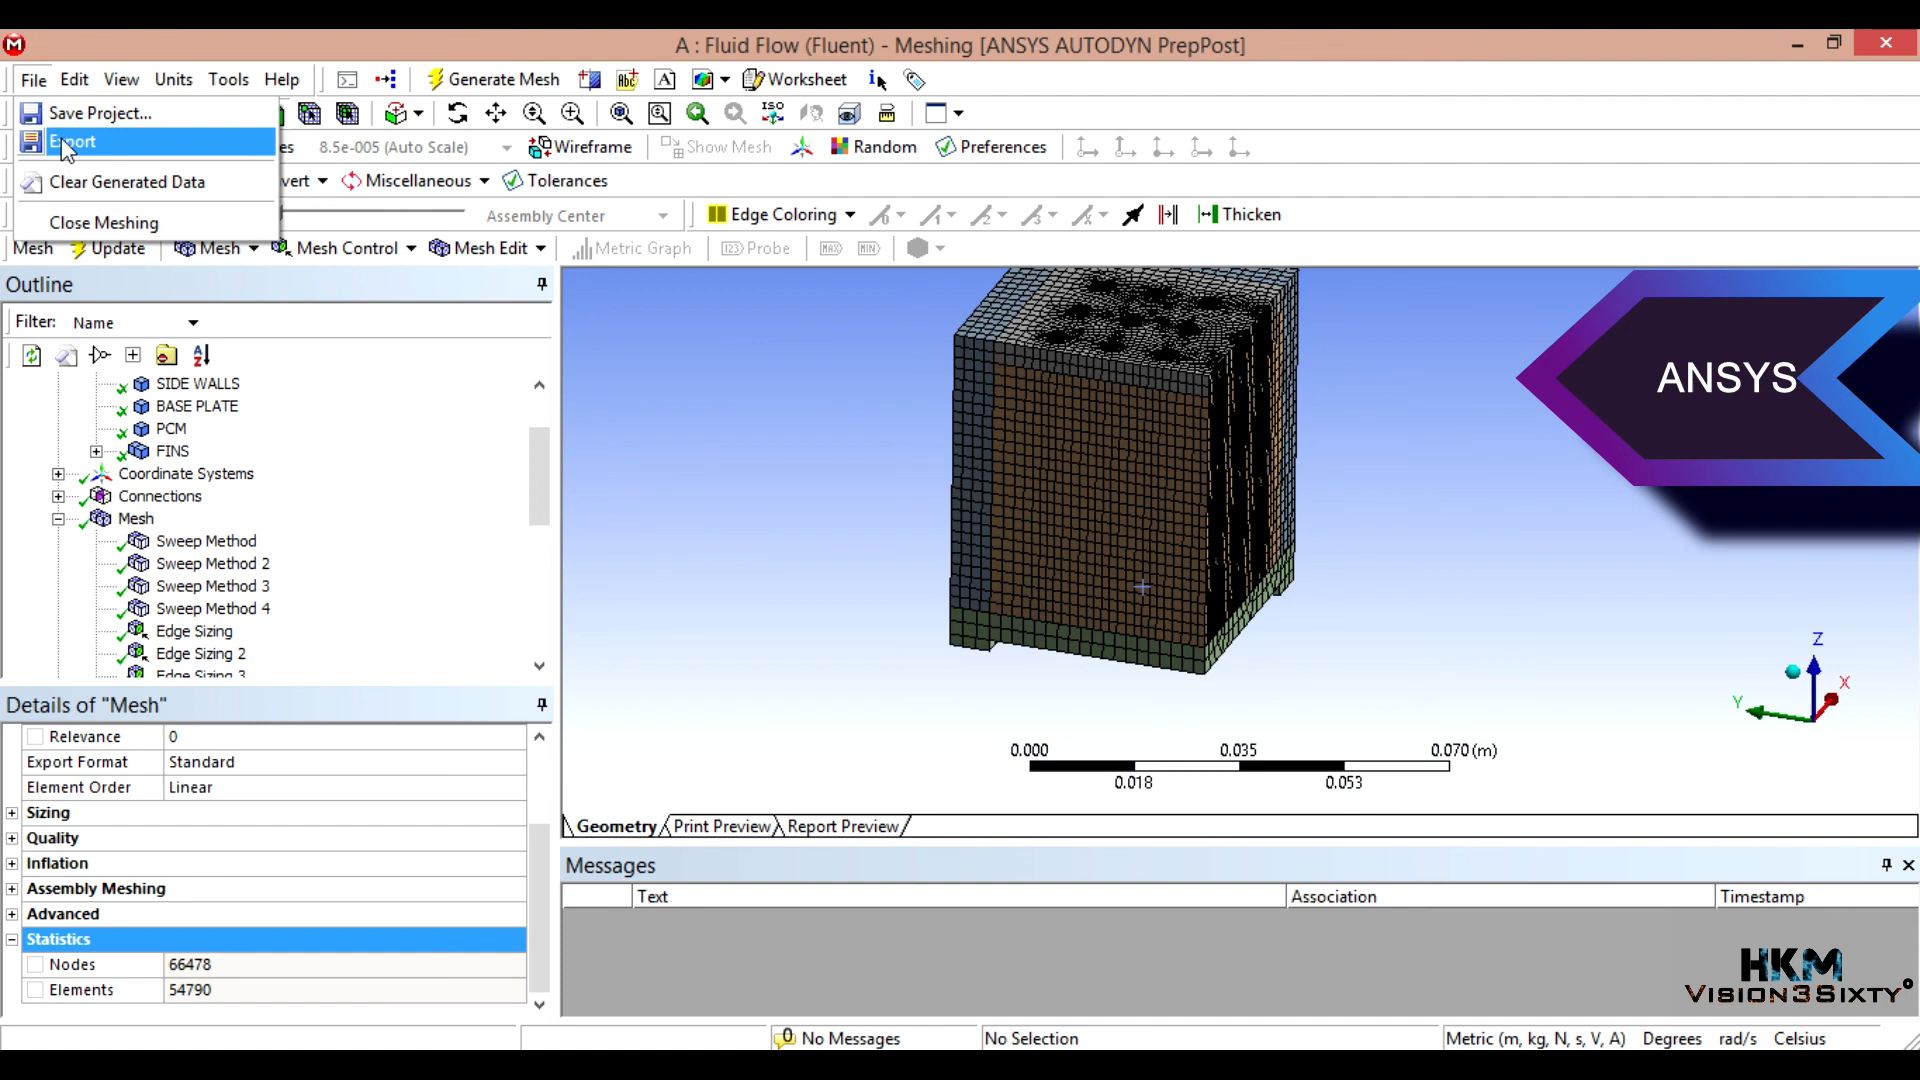 A : Fluid Flow (Fluent) - Meshing [ANSYS AUTODYN PrepPost]
File Edit View Units Tools Help Generate Mesh Worksheet
Save Project...
ISO
Export
8.5e-005 (Auto Scale) Wireframe Show Mesh Random Preferences
Clear Generated Data
vert Miscellaneous Tolerances
Assembly Center Edge Coloring Thicken
Close Meshing
Mesh Update Mesh Mesh Control Mesh Edit Metric Graph Probe MAX MIN
Outline
Filter: Name
SIDE WALLS
BASE PLATE
PCM
FINS
Coordinate Systems
Connections
Mesh
Sweep Method
Sweep Method 2
Sweep Method 3
Sweep Method 4
Edge Sizing
Edge Sizing 2
Edge Sizing 3
ANSYS
Z
X
Y
0.000 0.035 0.070 (m)
0.018 0.053
Details of "Mesh"
Relevance 0
Export Format Standard
Element Order Linear
Sizing
Quality
Inflation
Assembly Meshing
Advanced
Statistics
Nodes 66478
Elements 54790
Geometry Print Preview Report Preview
Messages
Text Association Timestamp
HKM
VISION3SIXTY°
No Messages No Selection Metric (m, kg, N, s, V, A) Degrees rad/s Celsius